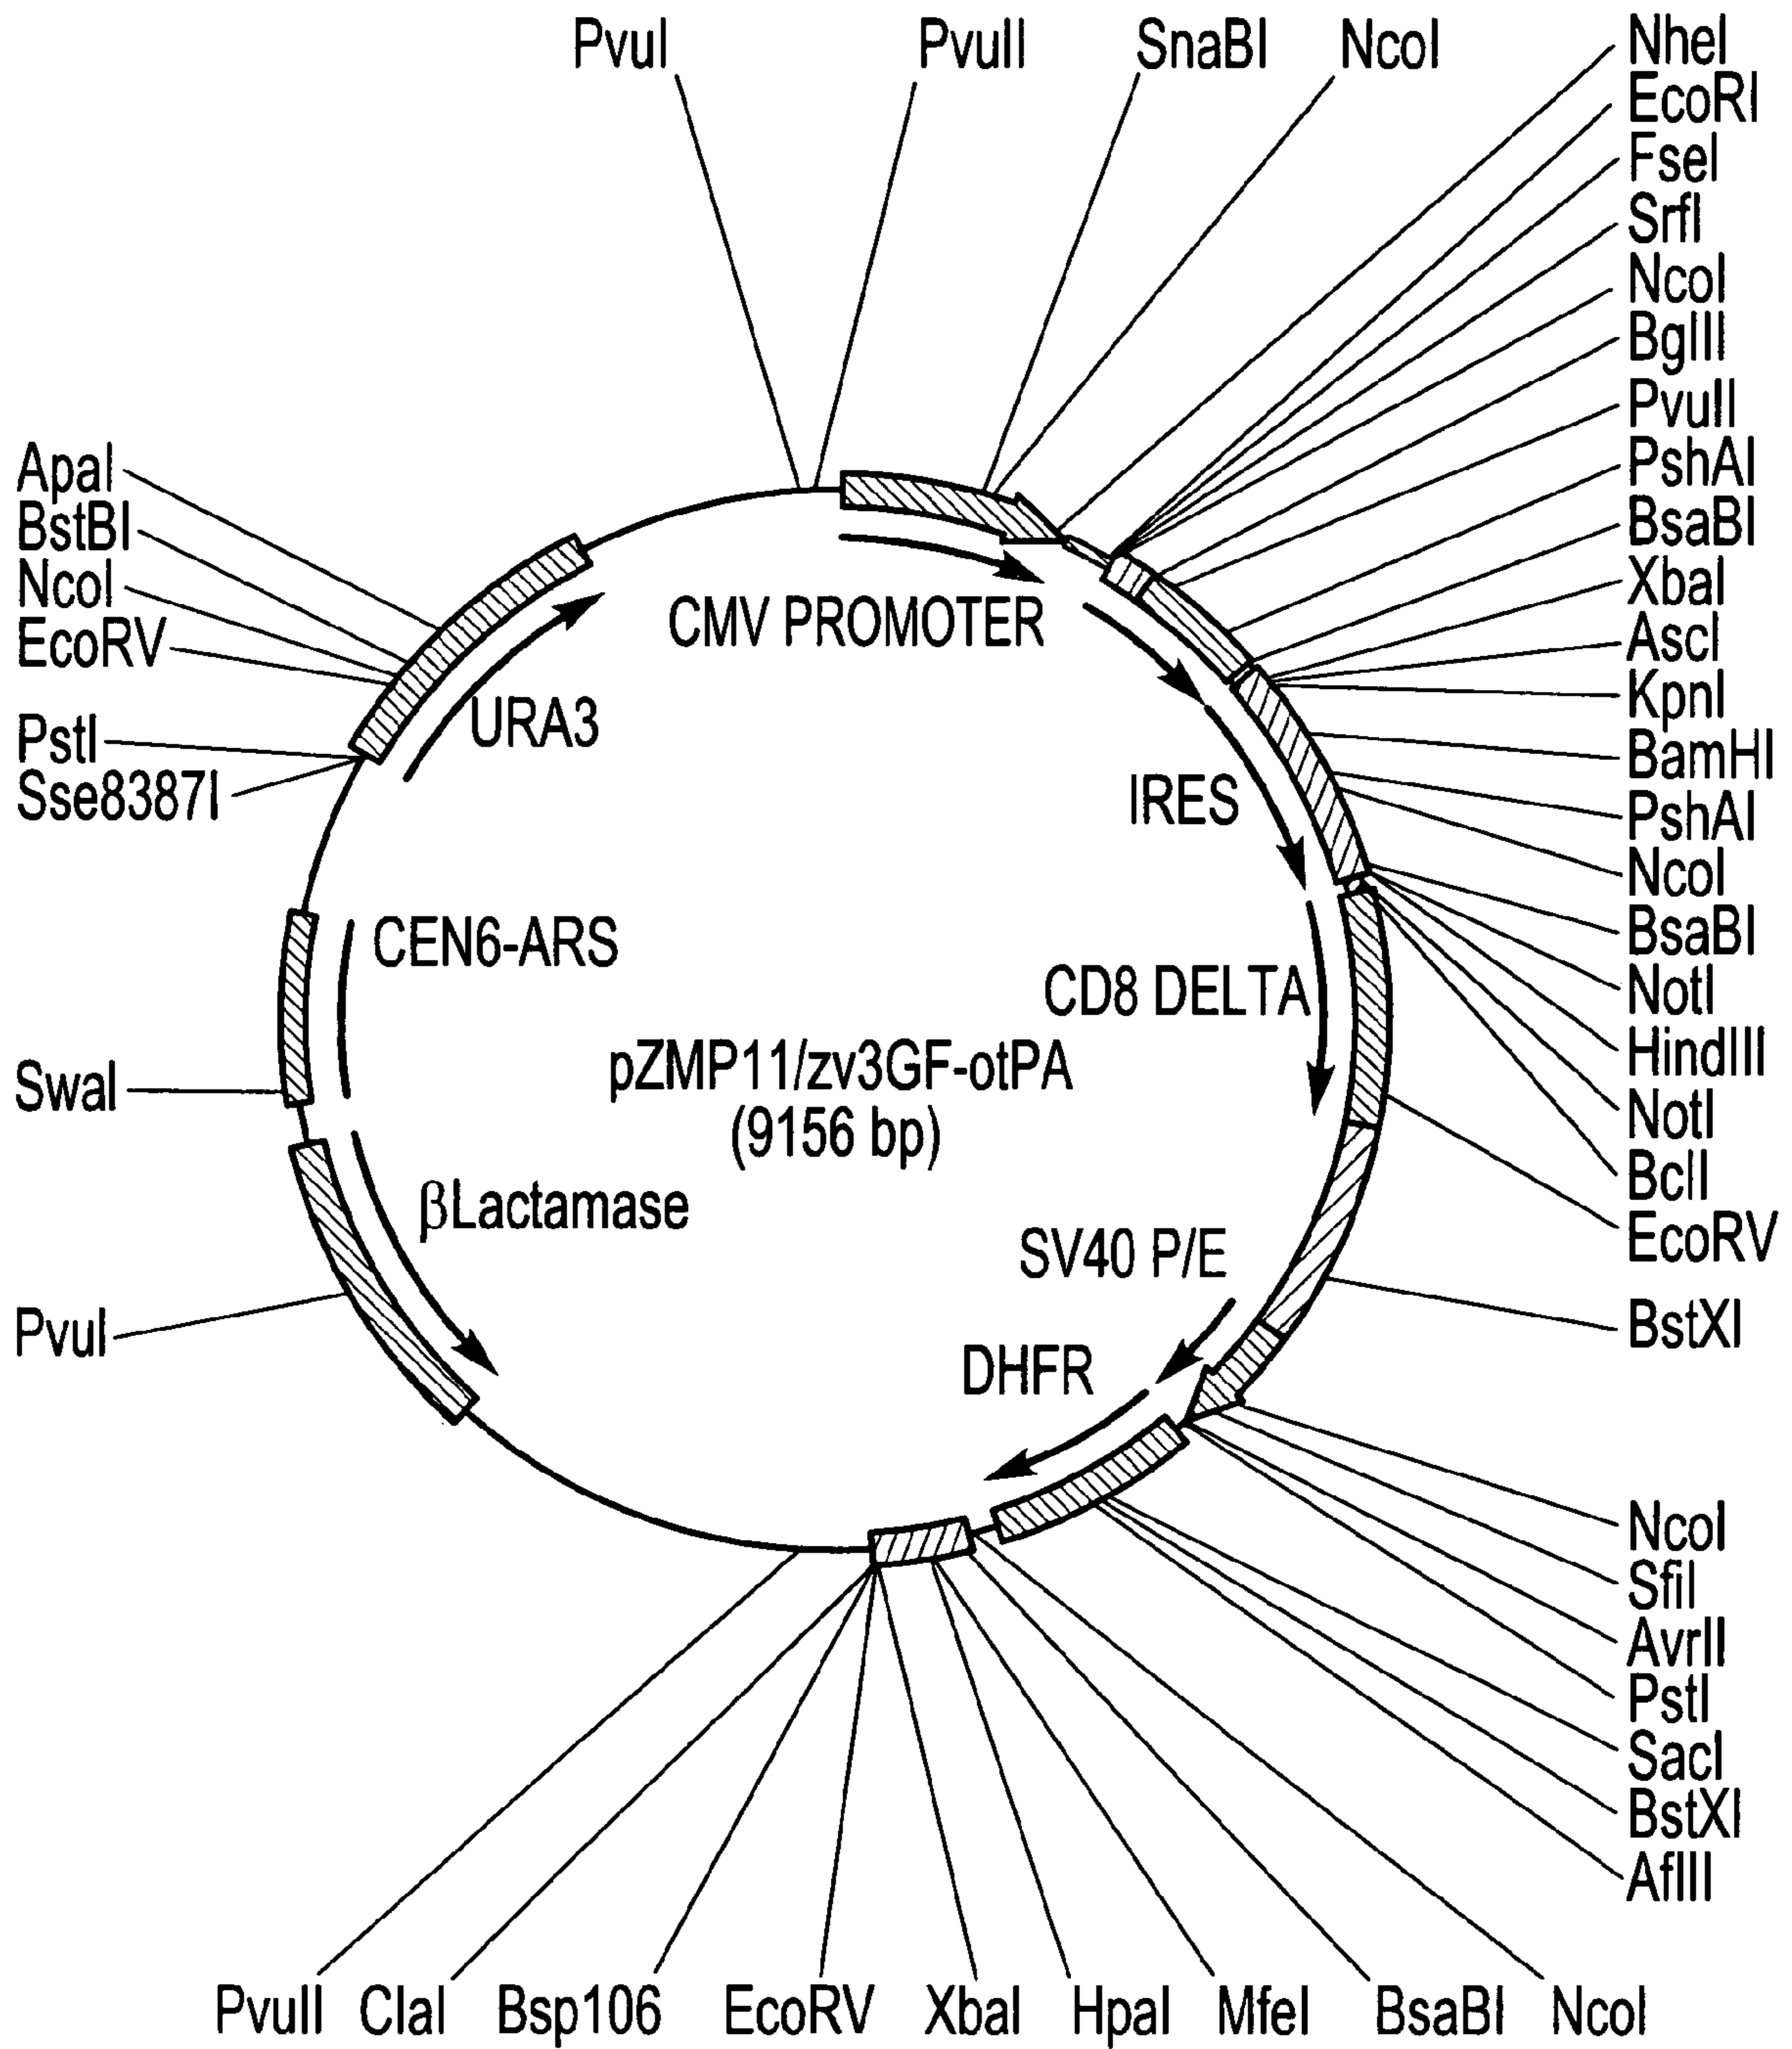 PvuI
PvuII
SnaBI
NcoI
NheI
EcoRI
FseI
SrfI
NcoI
BglII
PvuII
PshAI
BsaBI
XbaI
AscI
KpnI
BamHI
PshAI
NcoI
BsaBI
NotI
HindIII
NotI
BclI
EcoRV
BstXI
NcoI
SfiI
AvrII
PstI
SacI
BstXI
AflII
ApaI
BstBI
NcoI
EcoRV
PstI
Sse8387I
SwaI
PvuI
CMV PROMOTER
URA3
IRES
CEN6-ARS
CD8 DELTA
pZMP11/zv3GF-otPA
(9156 bp)
βLactamase
SV40 P/E
DHFR
PvuII
ClaI
Bsp106
EcoRV
XbaI
HpaI
MfeI
BsaBI
NcoI